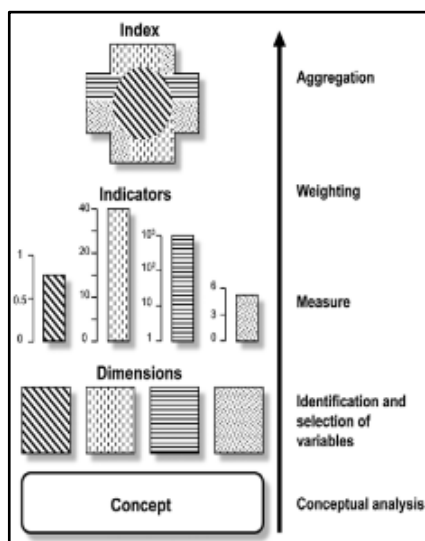 Index
Aggregation
Weighting
Indicators
1
0.5
0
40
30
20
10
0
10³
10²
10
1
6
3
0
Measure
Dimensions
Identification and
selection of
variables
Concept
Conceptual analysis